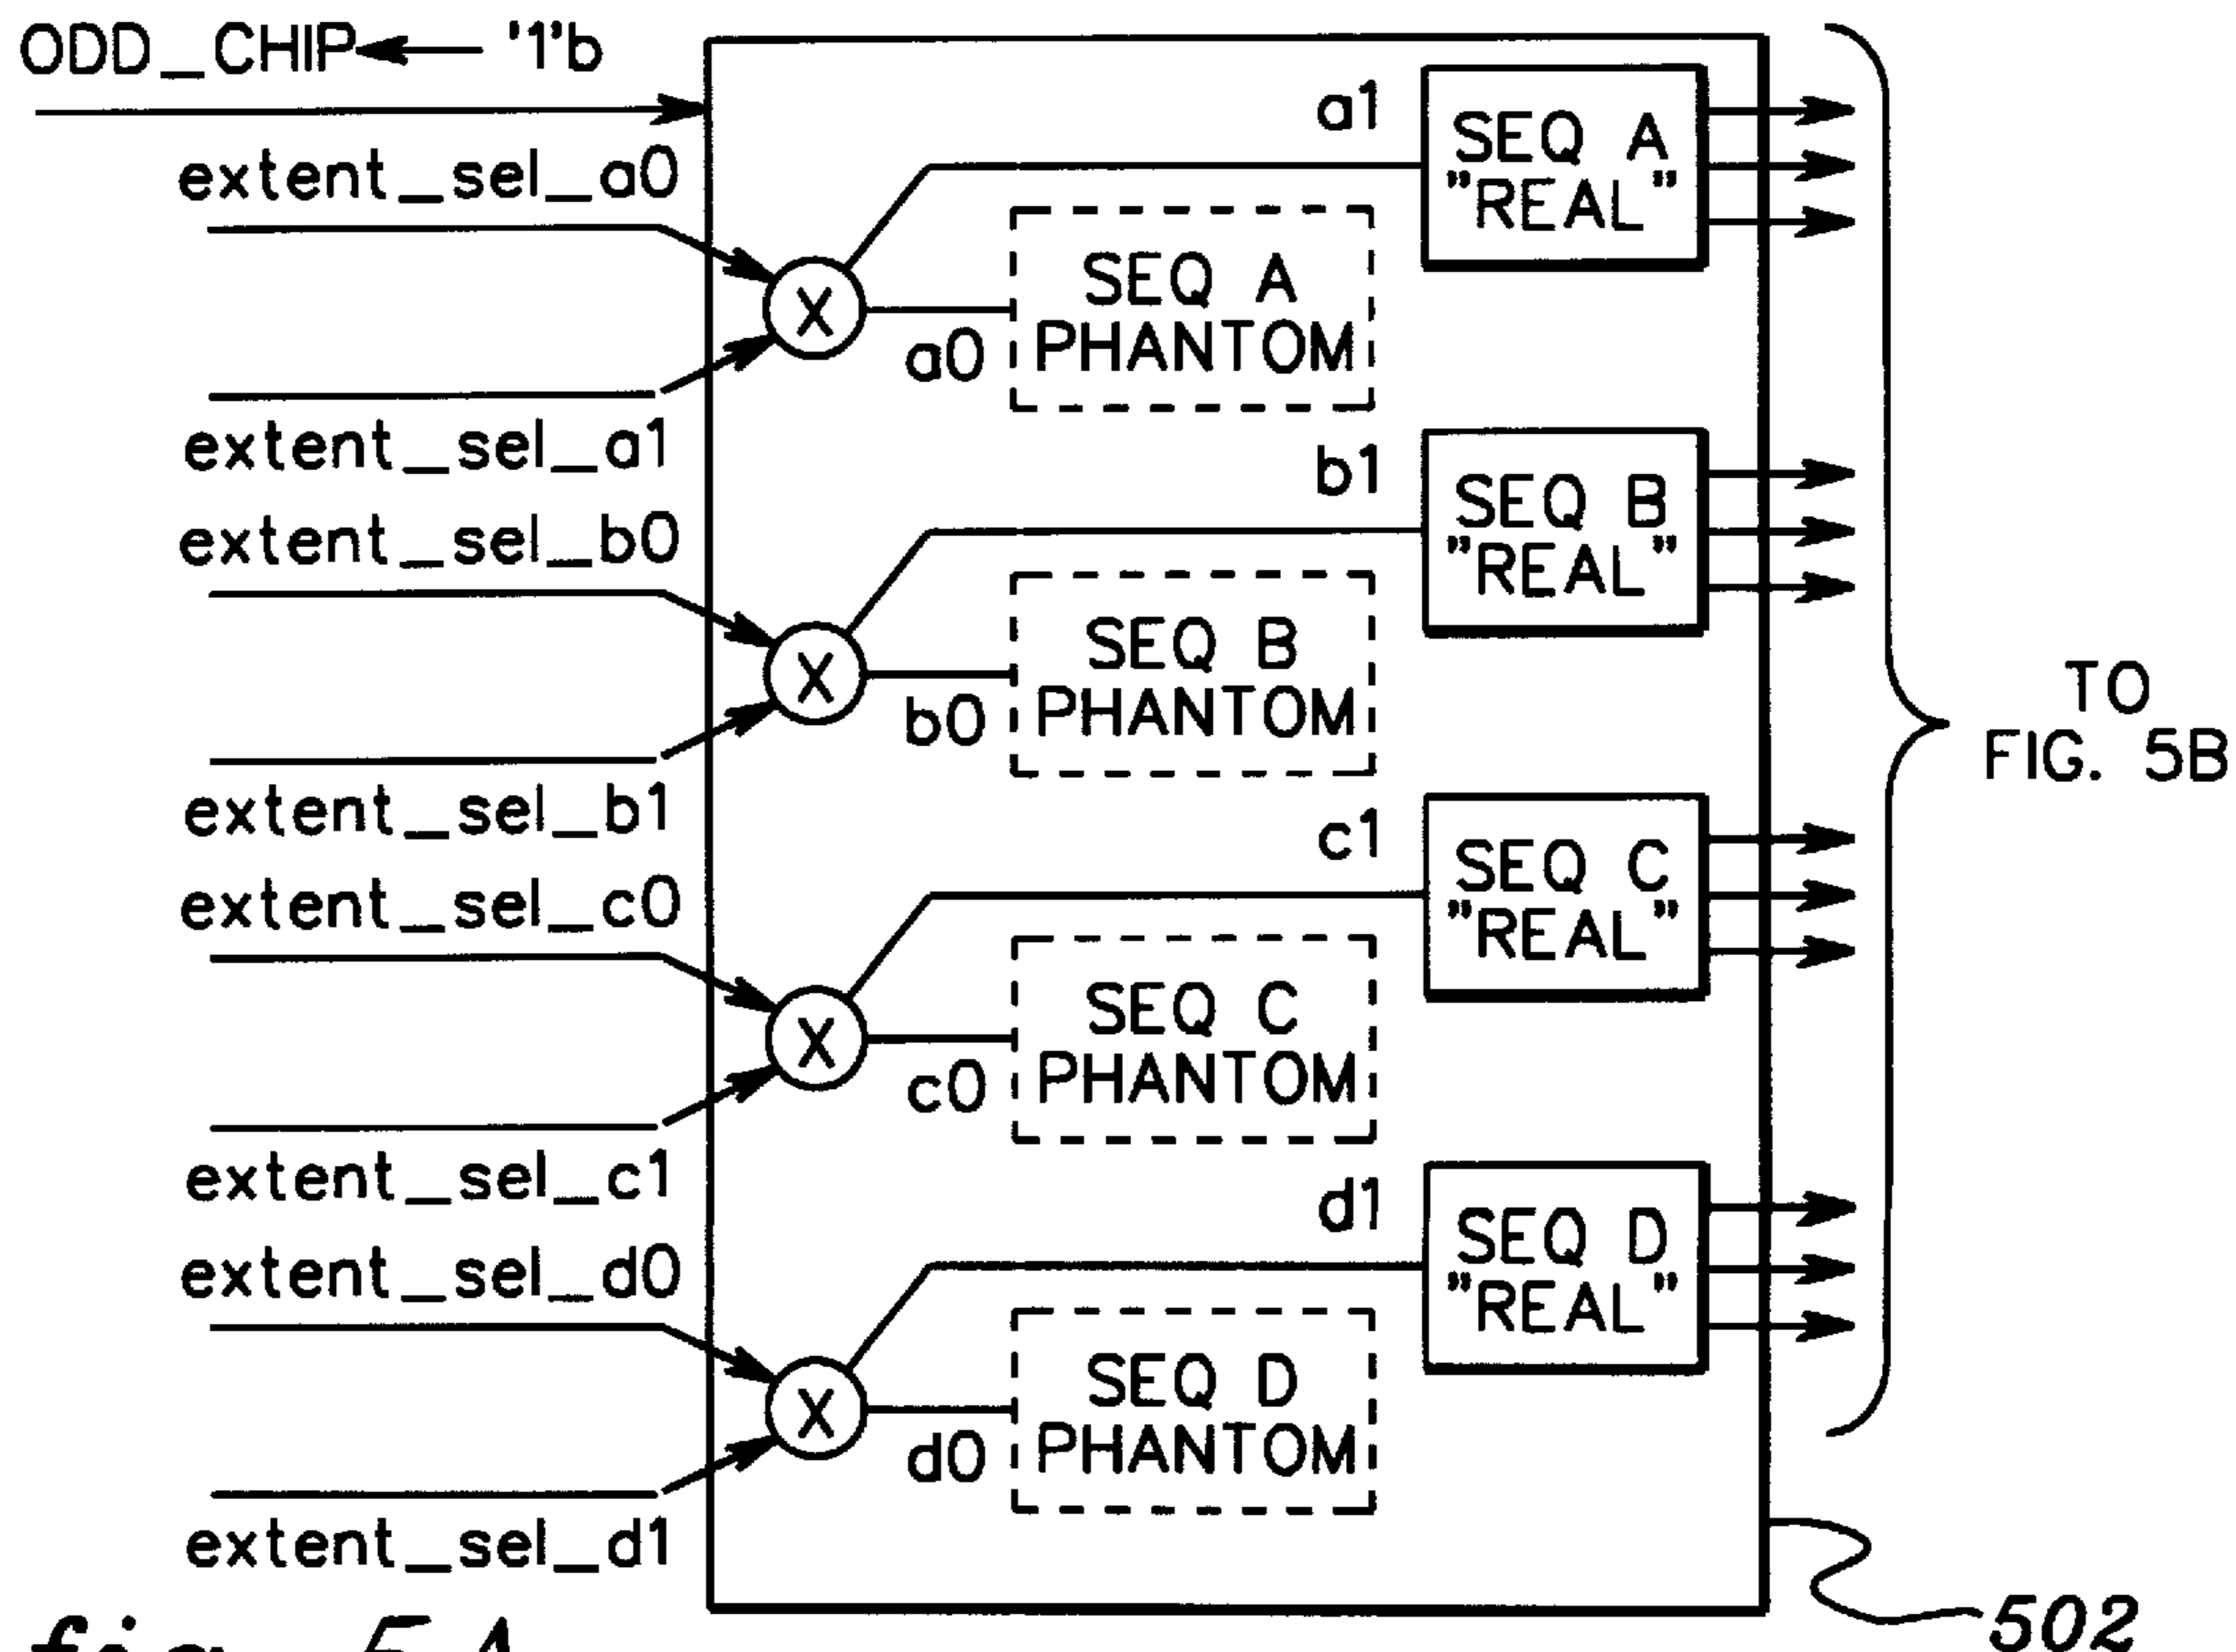 ODD_CHIP '1'b
a1
SEQ A
"REAL"
extent_sel_a0
SEQ A
PHANTOM
X
a0
extent_sel_a1
b1
SEQ B
"REAL"
extent_sel_b0
SEQ B
PHANTOM
X
b0
extent_sel_b1
TO
FIG. 5B
c1
SEQ C
"REAL"
extent_sel_c0
SEQ C
PHANTOM
X
c0
extent_sel_c1
d1
SEQ D
"REAL"
extent_sel_d0
SEQ D
PHANTOM
X
d0
extent_sel_d1
502
fig. 5A